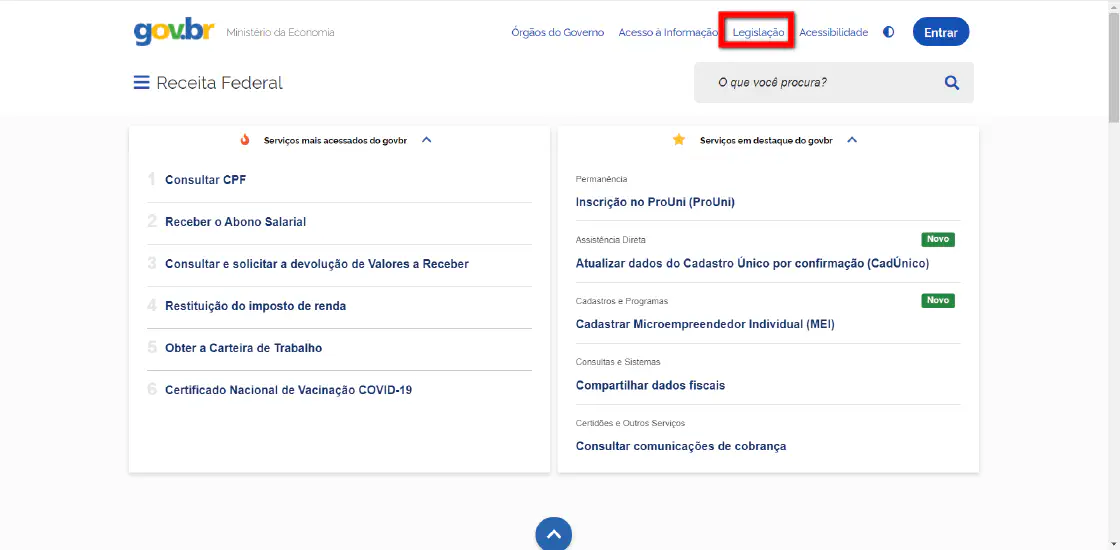 gov.br Ministério da Economia Órgãos do Governo Acesso à Informação Legislação Acessibilidade Entrar
Receita Federal O que você procura?
Serviços mais acessados do govbr
1 Consultar CPF
2 Receber o Abono Salarial
3 Consultar e solicitar a devolução de Valores a Receber
4 Restituição do imposto de renda
5 Obter a Carteira de Trabalho
6 Certificado Nacional de Vacinação COVID-19
Serviços em destaque do govbr
Permanência
Inscrição no ProUni (ProUni)
Assistência Direta Novo
Atualizar dados do Cadastro Único por confirmação (CadÚnico)
Cadastros e Programas Novo
Cadastrar Microempreendedor Individual (MEI)
Consultas e Sistemas
Compartilhar dados fiscais
Certidões e Outros Serviços
Consultar comunicações de cobrança